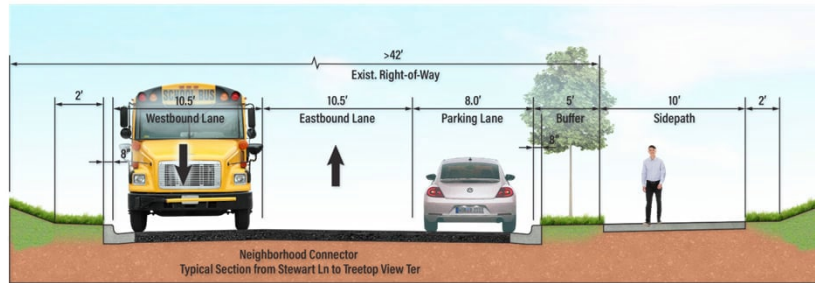 >42'
Exist. Right-of-Way
2'
10.5'
10.5'
8.0'
5'
10'
2'
SCHOOL BUS
Westbound Lane
Eastbound Lane
Parking Lane
Buffer
Sidepath
8"
8"
Neighborhood Connector
Typical Section from Stewart Ln to Treetop View Ter